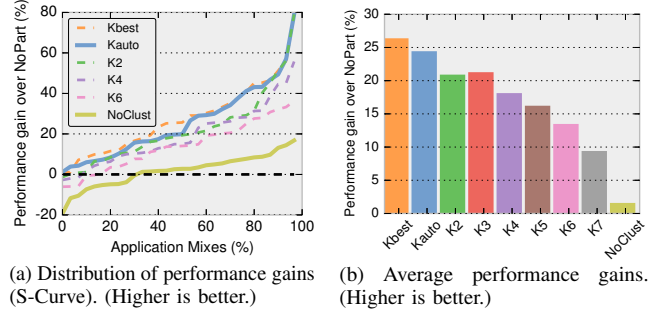 Performance gain over NoPart (%)
80
60
40
20
0
-20
Kbest
Kauto
K2
K4
K6
NoClust
0 20 40 60 80 100
Application Mixes (%)
(a) Distribution of performance gains
(S-Curve). (Higher is better.)
Performance gain over NoPart (%)
30
25
20
15
10
5
0
Kbest Kauto K2 K3 K4 K5 K6 K7 NoClust
(b) Average performance gains.
(Higher is better.)